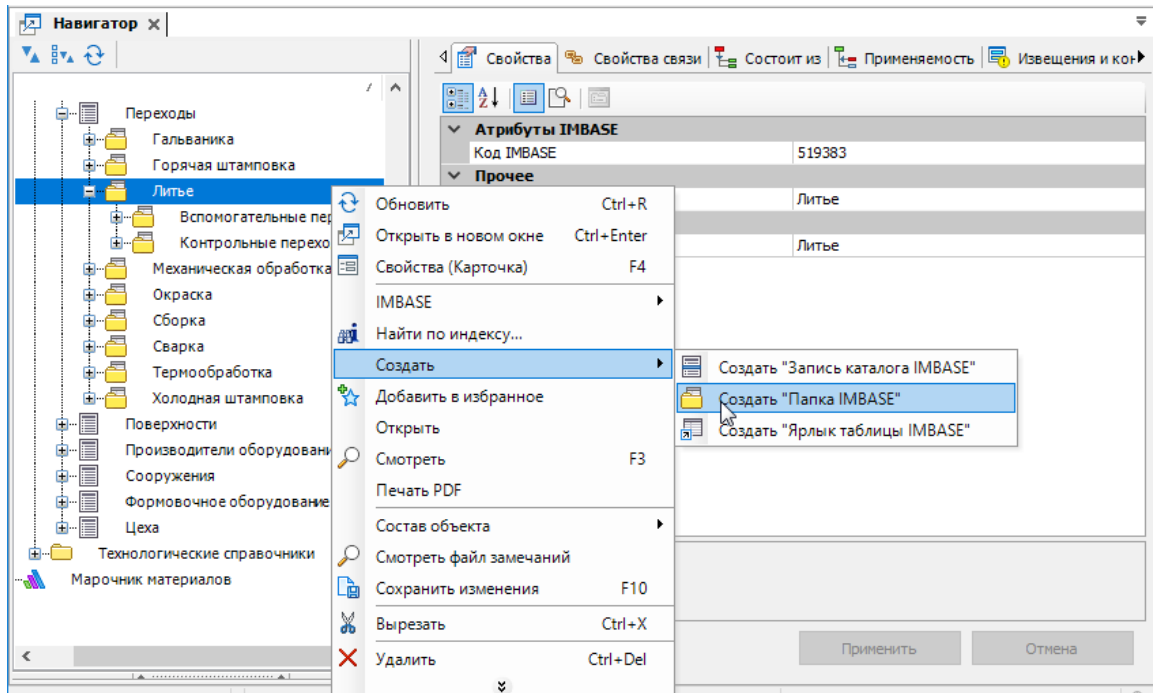 Навигатор
Свойства
Свойства связи
Состоит из
Применяемость
Извещения и кон
Переходы
Гальваника
Горячая штамповка
Литье
Вспомогательные пер
Контрольные перехо
Механическая обработка
Окраска
Сборка
Сварка
Термообработка
Холодная штамповка
Поверхности
Производители оборудовани
Сооружения
Формовочное оборудование
Цеха
Технологические справочники
Марочник материалов
Обновить Ctrl+R
Открыть в новом окне Ctrl+Enter
Свойства (Карточка) F4
IMBASE
Найти по индексу...
Создать
Добавить в избранное
Открыть
Смотреть F3
Печать PDF
Состав объекта
Смотреть файл замечаний
Сохранить изменения F10
Вырезать Ctrl+X
Удалить Ctrl+Del
Создать "Запись каталога IMBASE"
Создать "Папка IMBASE"
Создать "Ярлык таблицы IMBASE"
Атрибуты IMBASE
Код IMBASE 519383
Прочее
Литье
Литье
Применить Отмена